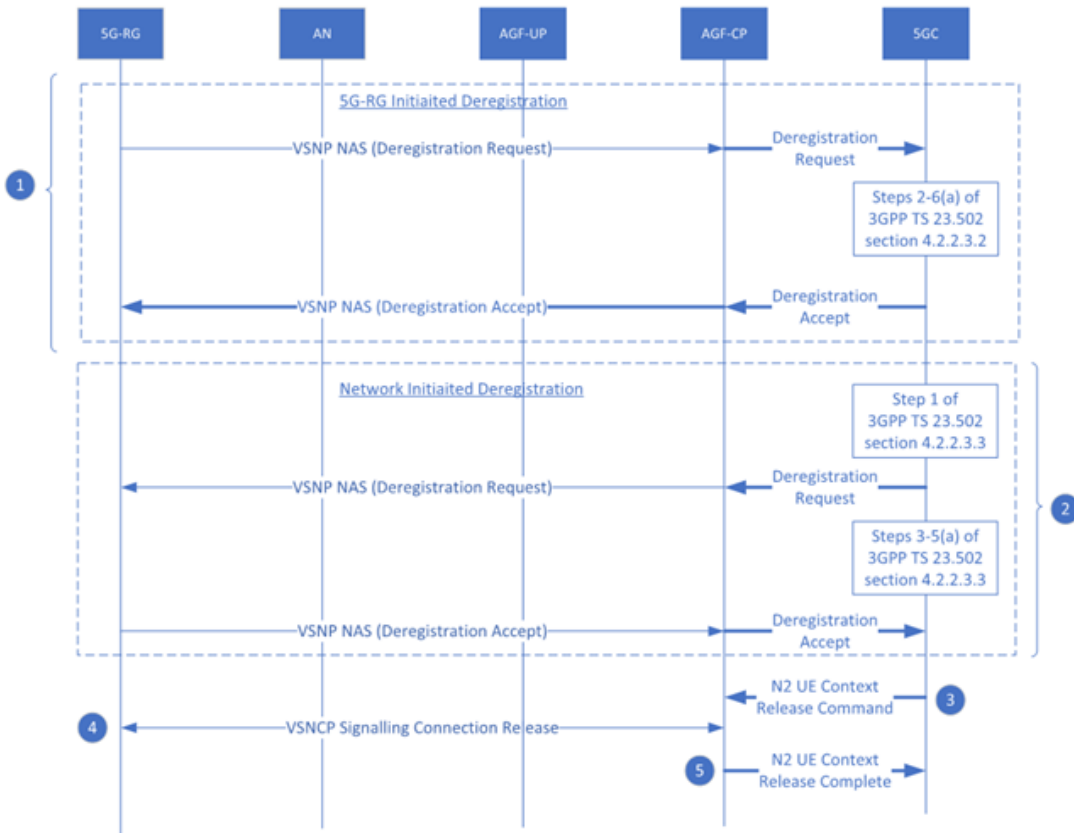 5G-RG
AN
AGF-UP
AGF-CP
5GC
5G-RG Initiaited Deregistration
VSNP NAS (Deregistration Request)
Deregistration
Request
1
Steps 2-6(a) of
3GPP TS 23.502
section 4.2.2.3.2
VSNP NAS (Deregistration Accept)
Deregistration
Accept
Network Initiaited Deregistration
Step 1 of
3GPP TS 23.502
section 4.2.2.3.3
VSNP NAS (Deregistration Request)
Deregistration
Request
2
Steps 3-5(a) of
3GPP TS 23.502
section 4.2.2.3.3
VSNP NAS (Deregistration Accept)
Deregistration
Accept
N2 UE Context
Release Command
3
4
VSNCP Signalling Connection Release
5
N2 UE Context
Release Complete